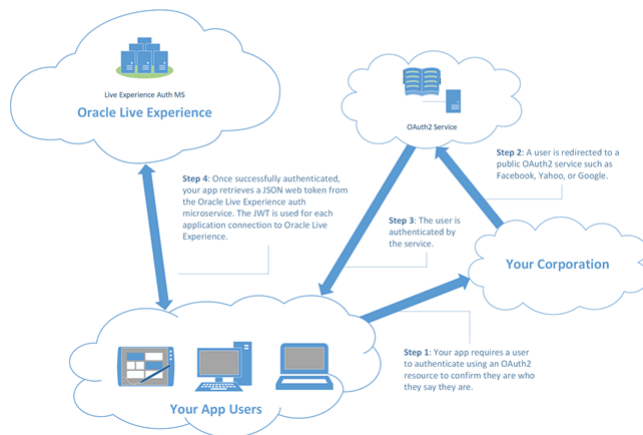 Live Experience Auth MS
Oracle Live Experience
OAuth2 Service
Step 2: A user is redirected to a
public OAuth2 service such as
Facebook, Yahoo, or Google.
Step 4: Once successfully authenticated,
your app retrieves a JSON web token from
the Oracle Live Experience auth
microservice. The JWT is used for each
application connection to Oracle Live
Experience.
Step 3: The user is
authenticated by
the service.
Your Corporation
Step 1: Your app requires a user
to authenticate using an OAuth2
resource to confirm they are who
they say they are.
Your App Users